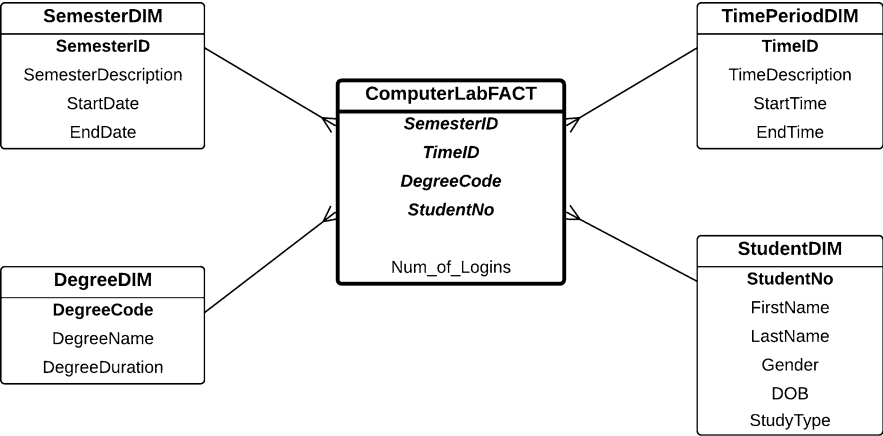 SemesterDIM
SemesterID
SemesterDescription
StartDate
EndDate
TimePeriodDIM
TimeID
TimeDescription
StartTime
EndTime
ComputerLabFACT
SemesterID
TimeID
DegreeCode
StudentNo
Num_of_Logins
DegreeDIM
DegreeCode
DegreeName
DegreeDuration
StudentDIM
StudentNo
FirstName
LastName
Gender
DOB
StudyType